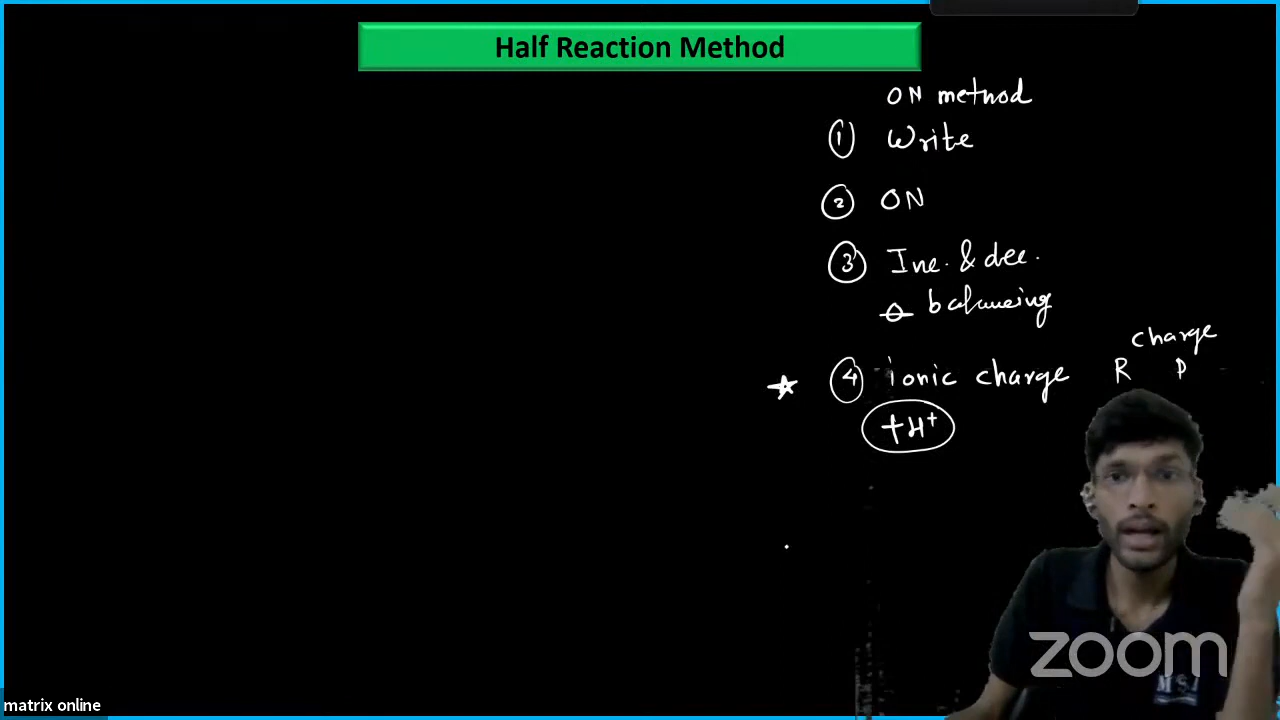 Half Reaction Method
ON method
① Write
② ON
③ Inc. & dec.
balancing
charge
④ ionic charge R P
+H⁺
zoom
MSI
matrix online